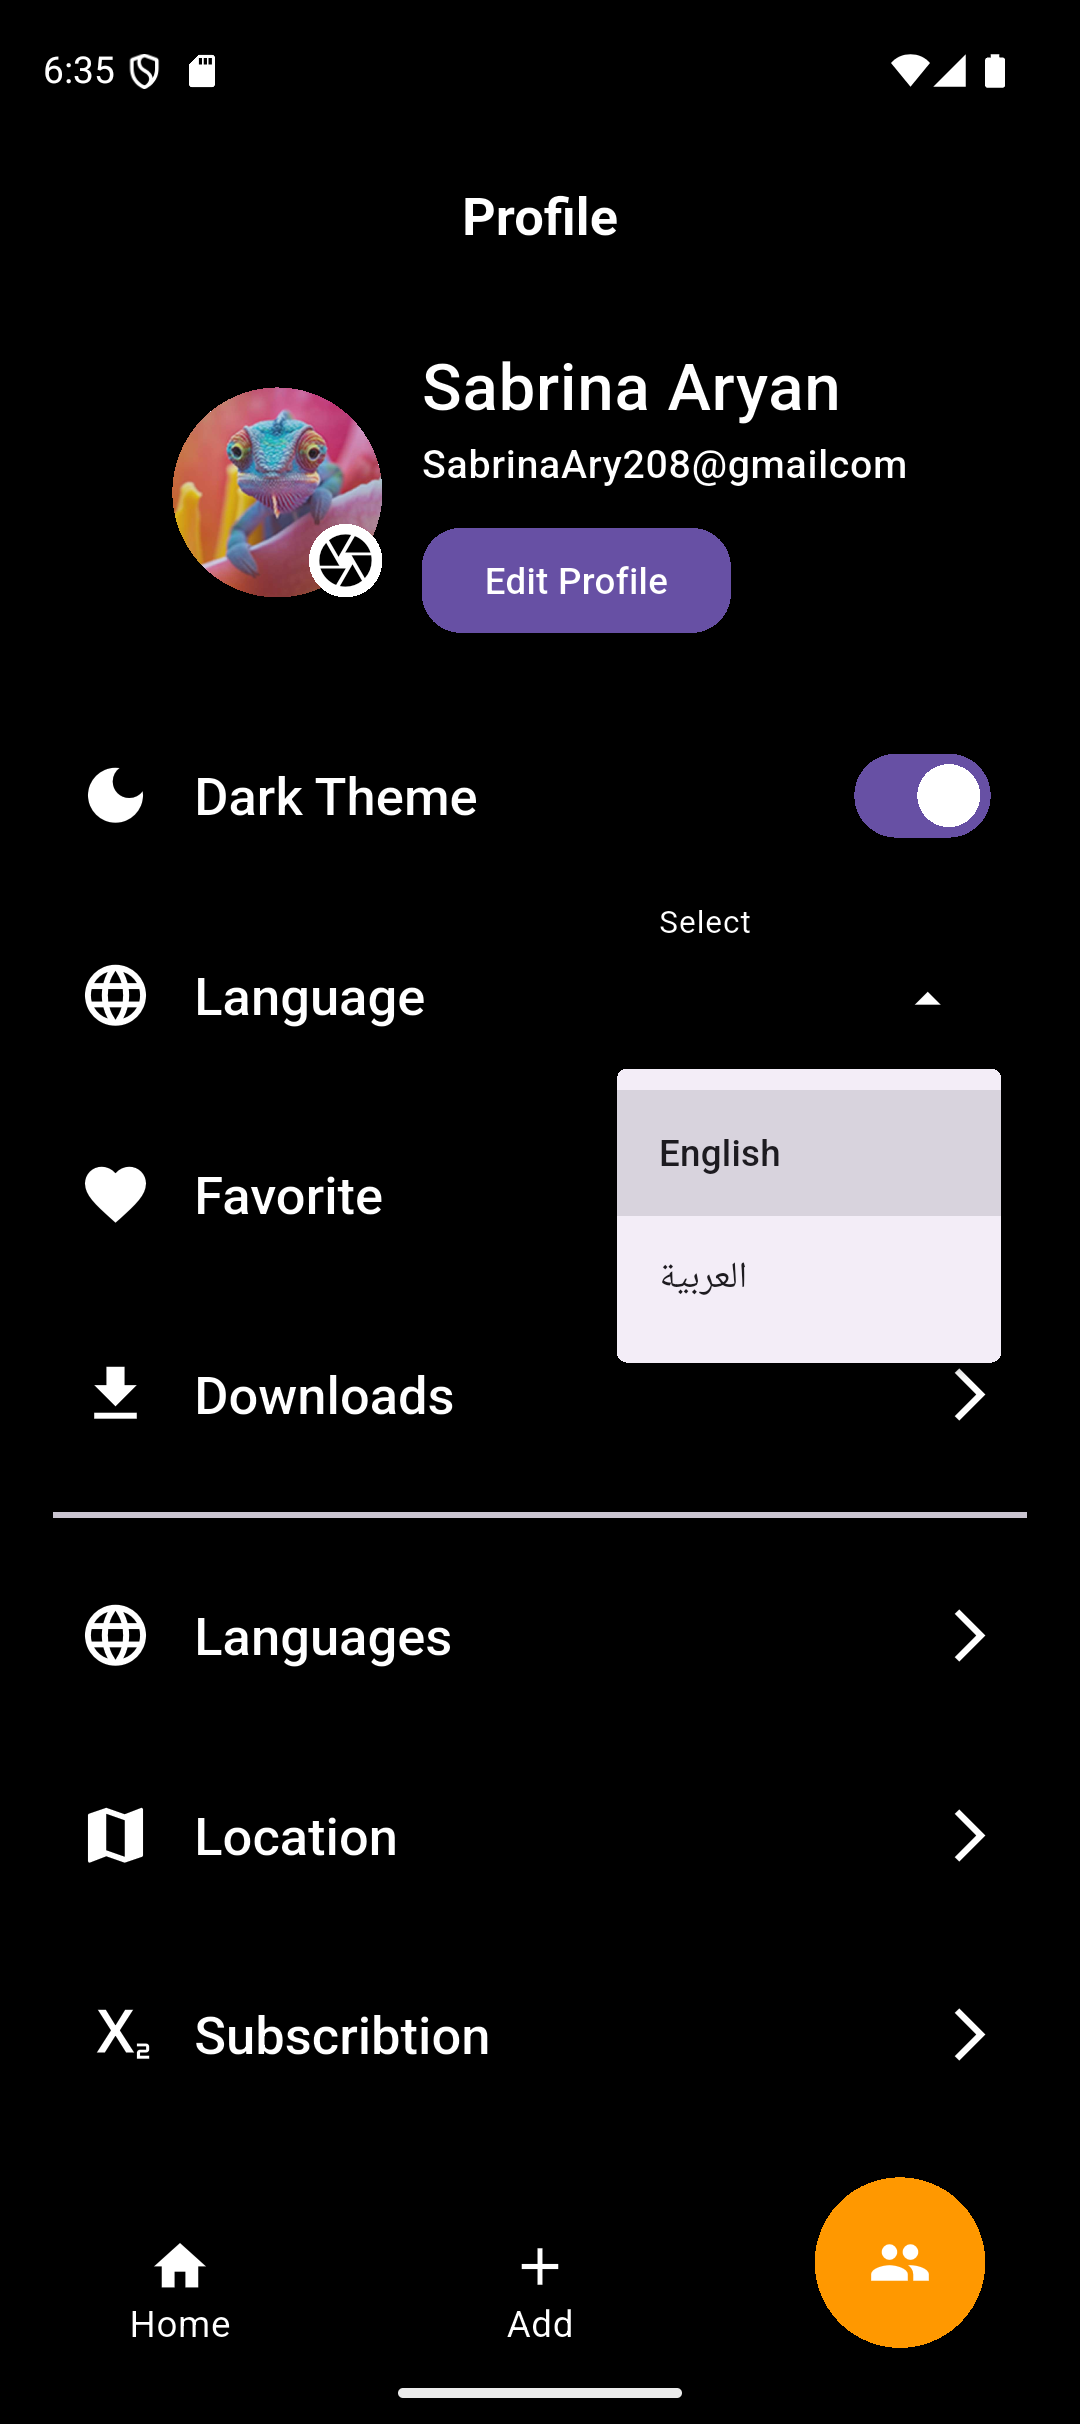 6:35
Profile
Sabrina Aryan
SabrinaAry208@gmailcom
Edit Profile
Dark Theme
Select
Language
English
Favorite
العربية
Downloads
Languages
Location
X2
Subscribtion
Home
Add